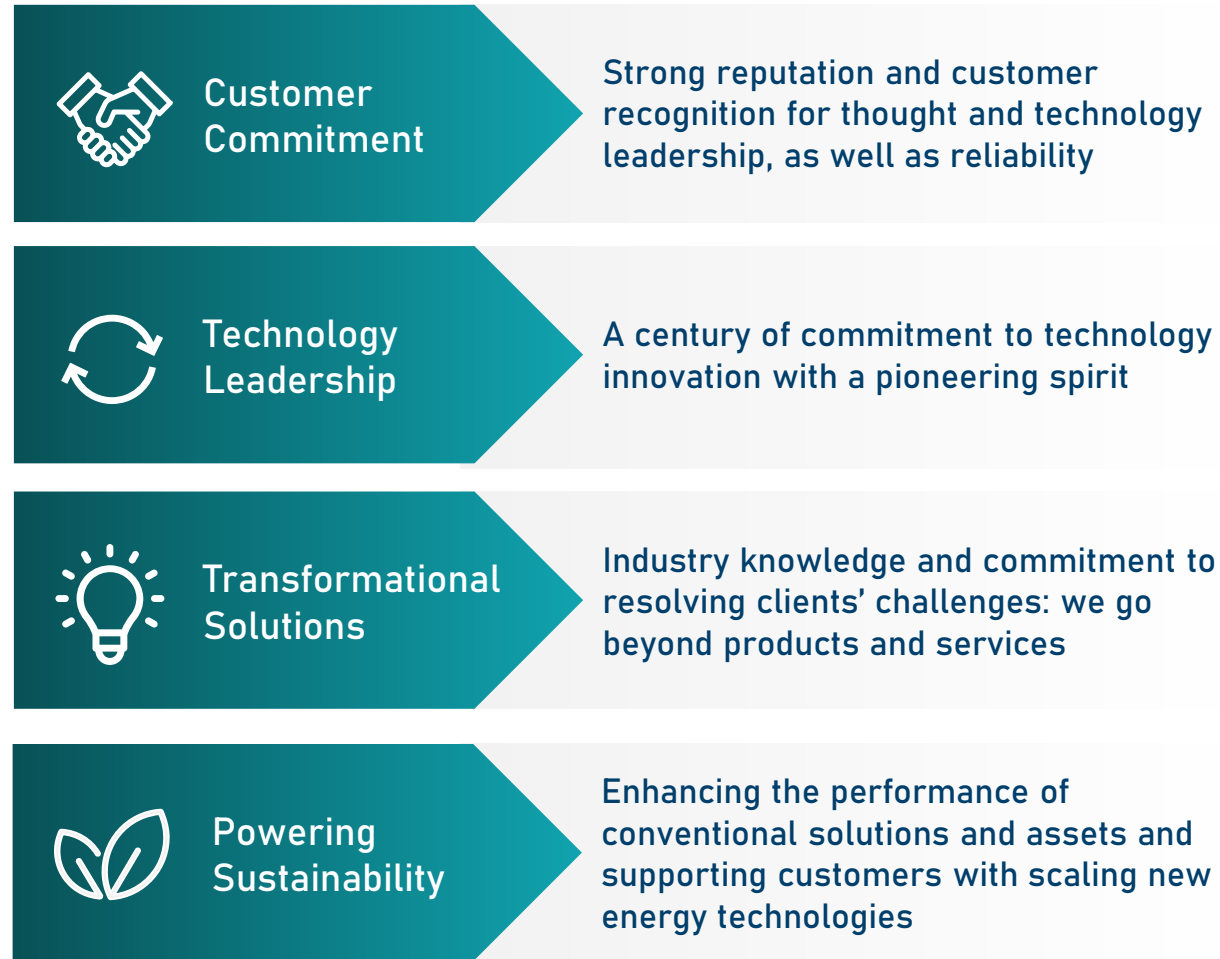 Customer
Commitment
Strong reputation and customer
recognition for thought and technology
leadership, as well as reliability
Technology
Leadership
A century of commitment to technology
innovation with a pioneering spirit
Transformational
Solutions
Industry knowledge and commitment to
resolving clients’ challenges: we go
beyond products and services
Powering
Sustainability
Enhancing the performance of
conventional solutions and assets and
supporting customers with scaling new
energy technologies